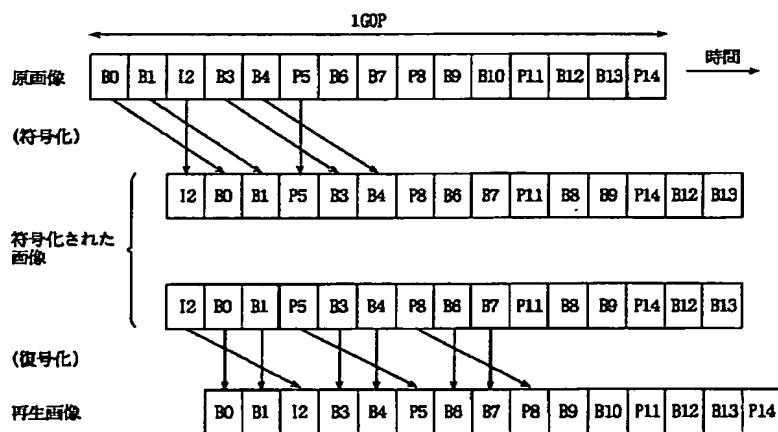 1GOP
原画像 B0 B1 I2 B3 B4 P5 B6 B7 P8 B9 B10 P11 B12 B13 P14 時間
(符号化)
I2 B0 B1 P5 B3 B4 P8 B6 B7 P11 B8 B9 P14 B12 B13
符号化された
画像
I2 B0 B1 P5 B3 B4 P8 B6 B7 P11 B8 B9 P14 B12 B13
(復号化)
再生画像 B0 B1 I2 B3 B4 P5 B6 B7 P8 B9 B10 P11 B12 B13 P14